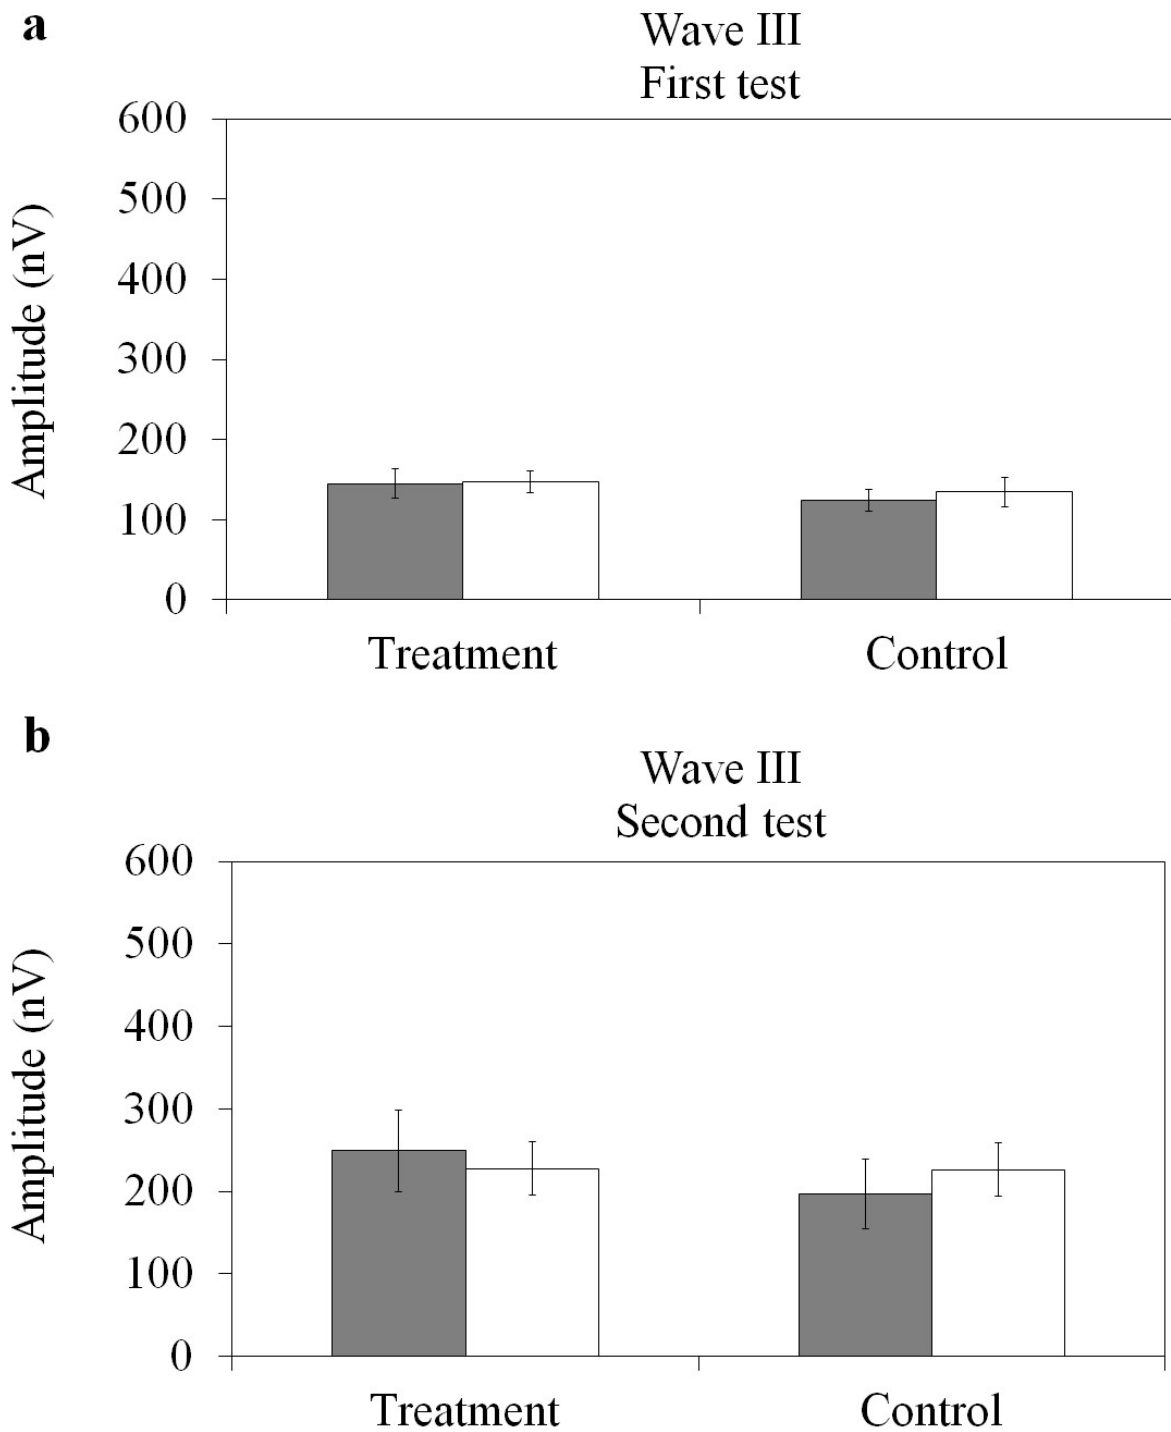 a
Wave III
First test
600
500
400
300
200
100
0
Amplitude (nV)
Treatment
Control
b
Wave III
Second test
600
500
400
300
200
100
0
Amplitude (nV)
Treatment
Control